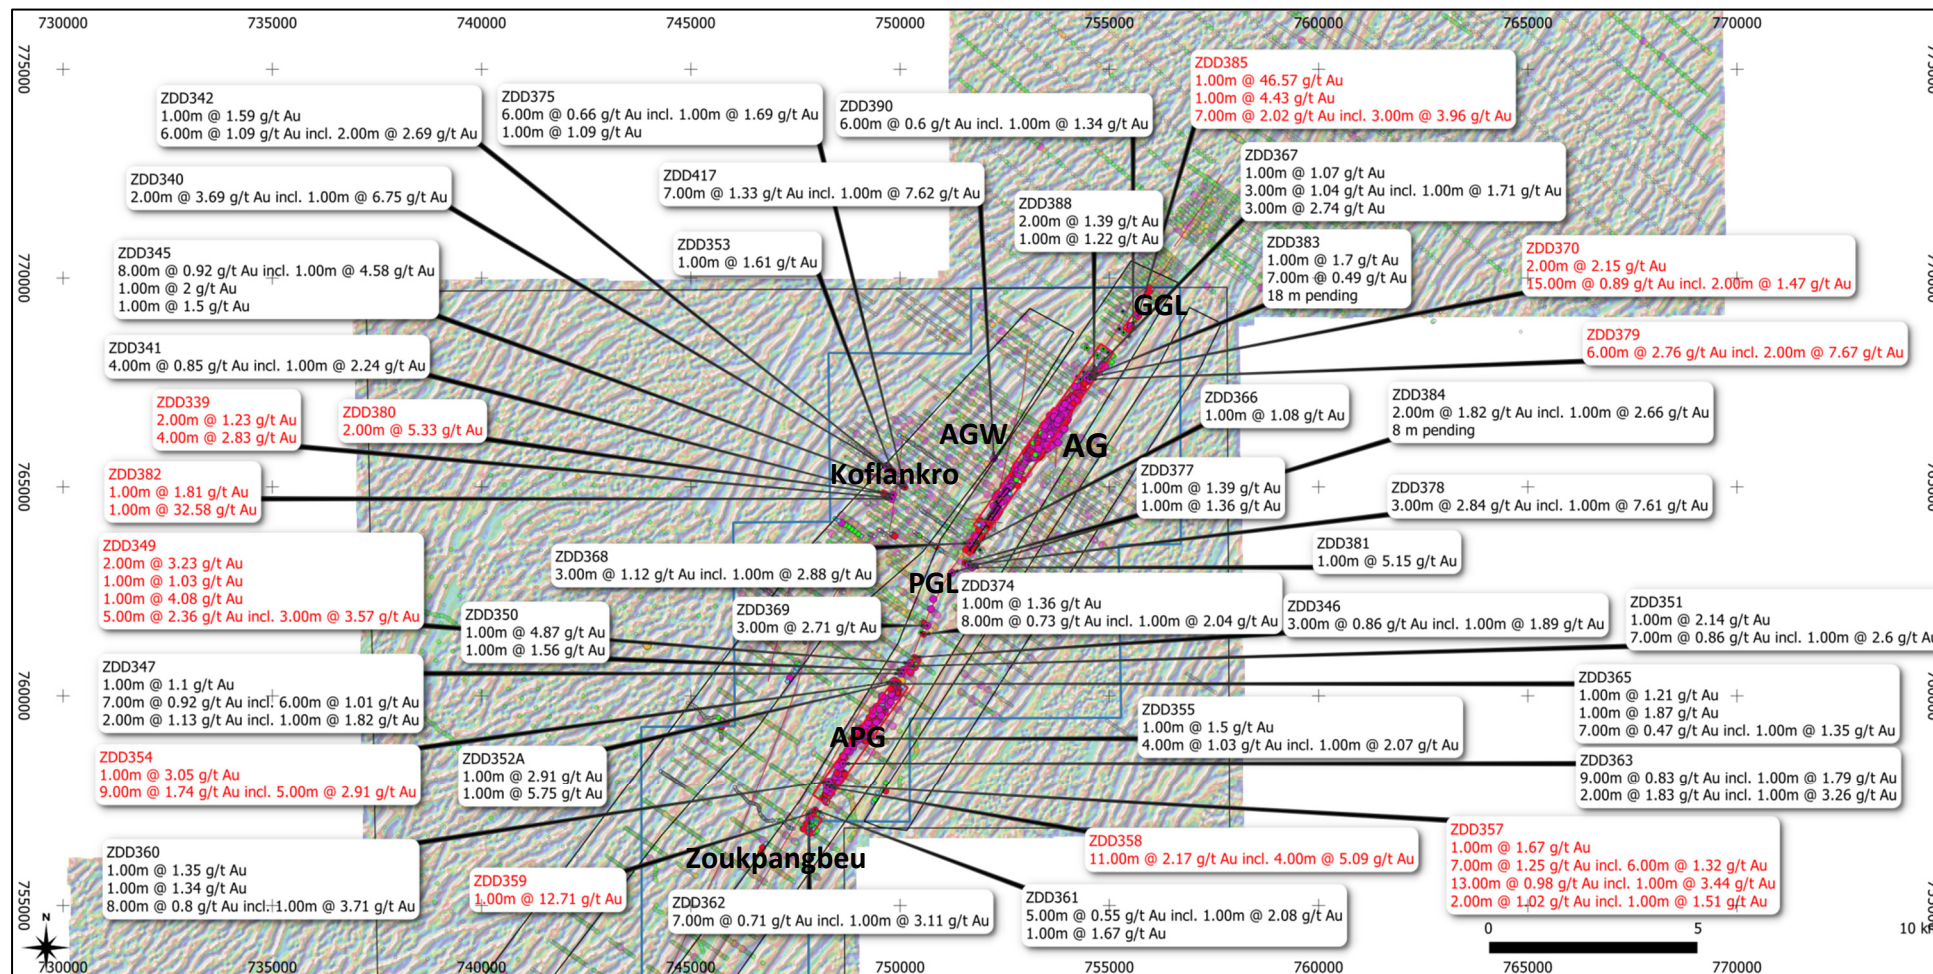 730000 735000 740000 745000 750000 755000 760000 765000 770000
775000
ZDD342
1.00m @ 1.59 g/t Au
6.00m @ 1.09 g/t Au incl. 2.00m @ 2.69 g/t Au
ZDD375
6.00m @ 0.66 g/t Au incl. 1.00m @ 1.69 g/t Au
1.00m @ 1.09 g/t Au
ZDD390
6.00m @ 0.6 g/t Au incl. 1.00m @ 1.34 g/t Au
ZDD385
1.00m @ 46.57 g/t Au
1.00m @ 4.43 g/t Au
7.00m @ 2.02 g/t Au incl. 3.00m @ 3.96 g/t Au
ZDD340
2.00m @ 3.69 g/t Au incl. 1.00m @ 6.75 g/t Au
ZDD417
7.00m @ 1.33 g/t Au incl. 1.00m @ 7.62 g/t Au
ZDD367
1.00m @ 1.07 g/t Au
3.00m @ 1.04 g/t Au incl. 1.00m @ 1.71 g/t Au
3.00m @ 2.74 g/t Au
ZDD388
2.00m @ 1.39 g/t Au
1.00m @ 1.22 g/t Au
ZDD353
1.00m @ 1.61 g/t Au
ZDD383
1.00m @ 1.7 g/t Au
7.00m @ 0.49 g/t Au
18 m pending
ZDD370
2.00m @ 2.15 g/t Au
15.00m @ 0.89 g/t Au incl. 2.00m @ 1.47 g/t Au
770000
ZDD345
8.00m @ 0.92 g/t Au incl. 1.00m @ 4.58 g/t Au
1.00m @ 2 g/t Au
1.00m @ 1.5 g/t Au
GGL
ZDD379
6.00m @ 2.76 g/t Au incl. 2.00m @ 7.67 g/t Au
ZDD341
4.00m @ 0.85 g/t Au incl. 1.00m @ 2.24 g/t Au
ZDD339
2.00m @ 1.23 g/t Au
4.00m @ 2.83 g/t Au
ZDD380
2.00m @ 5.33 g/t Au
ZDD366
1.00m @ 1.08 g/t Au
ZDD384
2.00m @ 1.82 g/t Au incl. 1.00m @ 2.66 g/t Au
8 m pending
AGW
AG
Koflankro
765000
ZDD382
1.00m @ 1.81 g/t Au
1.00m @ 32.58 g/t Au
ZDD377
1.00m @ 1.39 g/t Au
1.00m @ 1.36 g/t Au
ZDD378
3.00m @ 2.84 g/t Au incl. 1.00m @ 7.61 g/t Au
ZDD349
2.00m @ 3.23 g/t Au
1.00m @ 1.03 g/t Au
1.00m @ 4.08 g/t Au
5.00m @ 2.36 g/t Au incl. 3.00m @ 3.57 g/t Au
ZDD368
3.00m @ 1.12 g/t Au incl. 1.00m @ 2.88 g/t Au
ZDD381
1.00m @ 5.15 g/t Au
PGL
ZDD374
1.00m @ 1.36 g/t Au
8.00m @ 0.73 g/t Au incl. 1.00m @ 2.04 g/t Au
ZDD350
1.00m @ 4.87 g/t Au
1.00m @ 1.56 g/t Au
ZDD369
3.00m @ 2.71 g/t Au
ZDD346
3.00m @ 0.86 g/t Au incl. 1.00m @ 1.89 g/t Au
ZDD351
1.00m @ 2.14 g/t Au
7.00m @ 0.86 g/t Au incl. 1.00m @ 2.6 g/t Au
ZDD347
1.00m @ 1.1 g/t Au
7.00m @ 0.92 g/t Au incl. 6.00m @ 1.01 g/t Au
2.00m @ 1.13 g/t Au incl. 1.00m @ 1.82 g/t Au
760000
ZDD365
1.00m @ 1.21 g/t Au
1.00m @ 1.87 g/t Au
7.00m @ 0.47 g/t Au incl. 1.00m @ 1.35 g/t Au
ZDD355
1.00m @ 1.5 g/t Au
4.00m @ 1.03 g/t Au incl. 1.00m @ 2.07 g/t Au
APG
ZDD354
1.00m @ 3.05 g/t Au
9.00m @ 1.74 g/t Au incl. 5.00m @ 2.91 g/t Au
ZDD352A
1.00m @ 2.91 g/t Au
1.00m @ 5.75 g/t Au
ZDD363
9.00m @ 0.83 g/t Au incl. 1.00m @ 1.79 g/t Au
2.00m @ 1.83 g/t Au incl. 1.00m @ 3.26 g/t Au
ZDD360
1.00m @ 1.35 g/t Au
1.00m @ 1.34 g/t Au
8.00m @ 0.8 g/t Au incl. 1.00m @ 3.71 g/t Au
Zoukpangbeu
ZDD358
11.00m @ 2.17 g/t Au incl. 4.00m @ 5.09 g/t Au
ZDD357
1.00m @ 1.67 g/t Au
7.00m @ 1.25 g/t Au incl. 6.00m @ 1.32 g/t Au
13.00m @ 0.98 g/t Au incl. 1.00m @ 3.44 g/t Au
2.00m @ 1.02 g/t Au incl. 1.00m @ 1.51 g/t Au
ZDD359
1.00m @ 12.71 g/t Au
ZDD362
7.00m @ 0.71 g/t Au incl. 1.00m @ 3.11 g/t Au
ZDD361
5.00m @ 0.55 g/t Au incl. 1.00m @ 2.08 g/t Au
1.00m @ 1.67 g/t Au
755000
N
0 5 10
730000 735000 740000 745000 750000 755000 760000 765000 770000